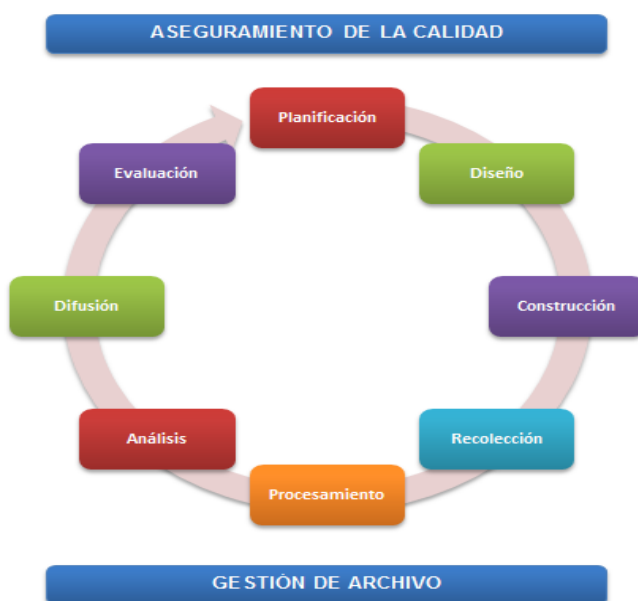 ASEGURAMIENTO DE LA CALIDAD
Planificación
Diseño
Construcción
Recolección
Procesamiento
Análisis
Difusión
Evaluación
GESTIÓN DE ARCHIVO